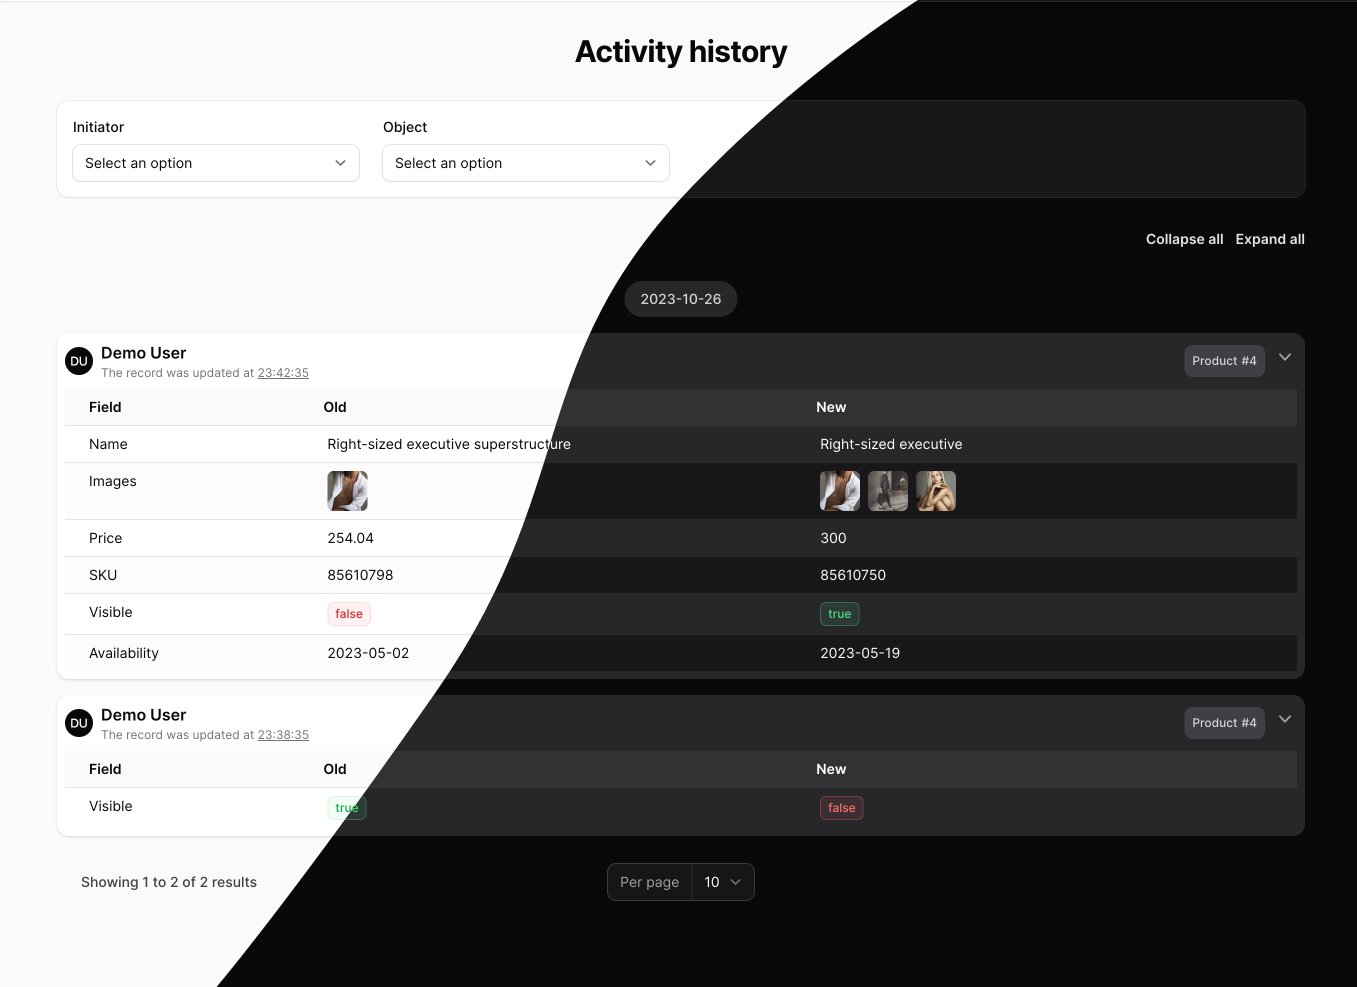 Activity history
Initiator Object
Select an option Select an option
Collapse all Expand all
2023-10-26
DU Demo User Product #4
The record was updated at 23:42:35
Field Old New
Name Right-sized executive superstructure Right-sized executive
Images
Price 254.04 300
SKU 85610798 85610750
Visible false true
Availability 2023-05-02 2023-05-19
DU Demo User Product #4
The record was updated at 23:38:35
Field Old New
Visible true false
Showing 1 to 2 of 2 results Per page 10